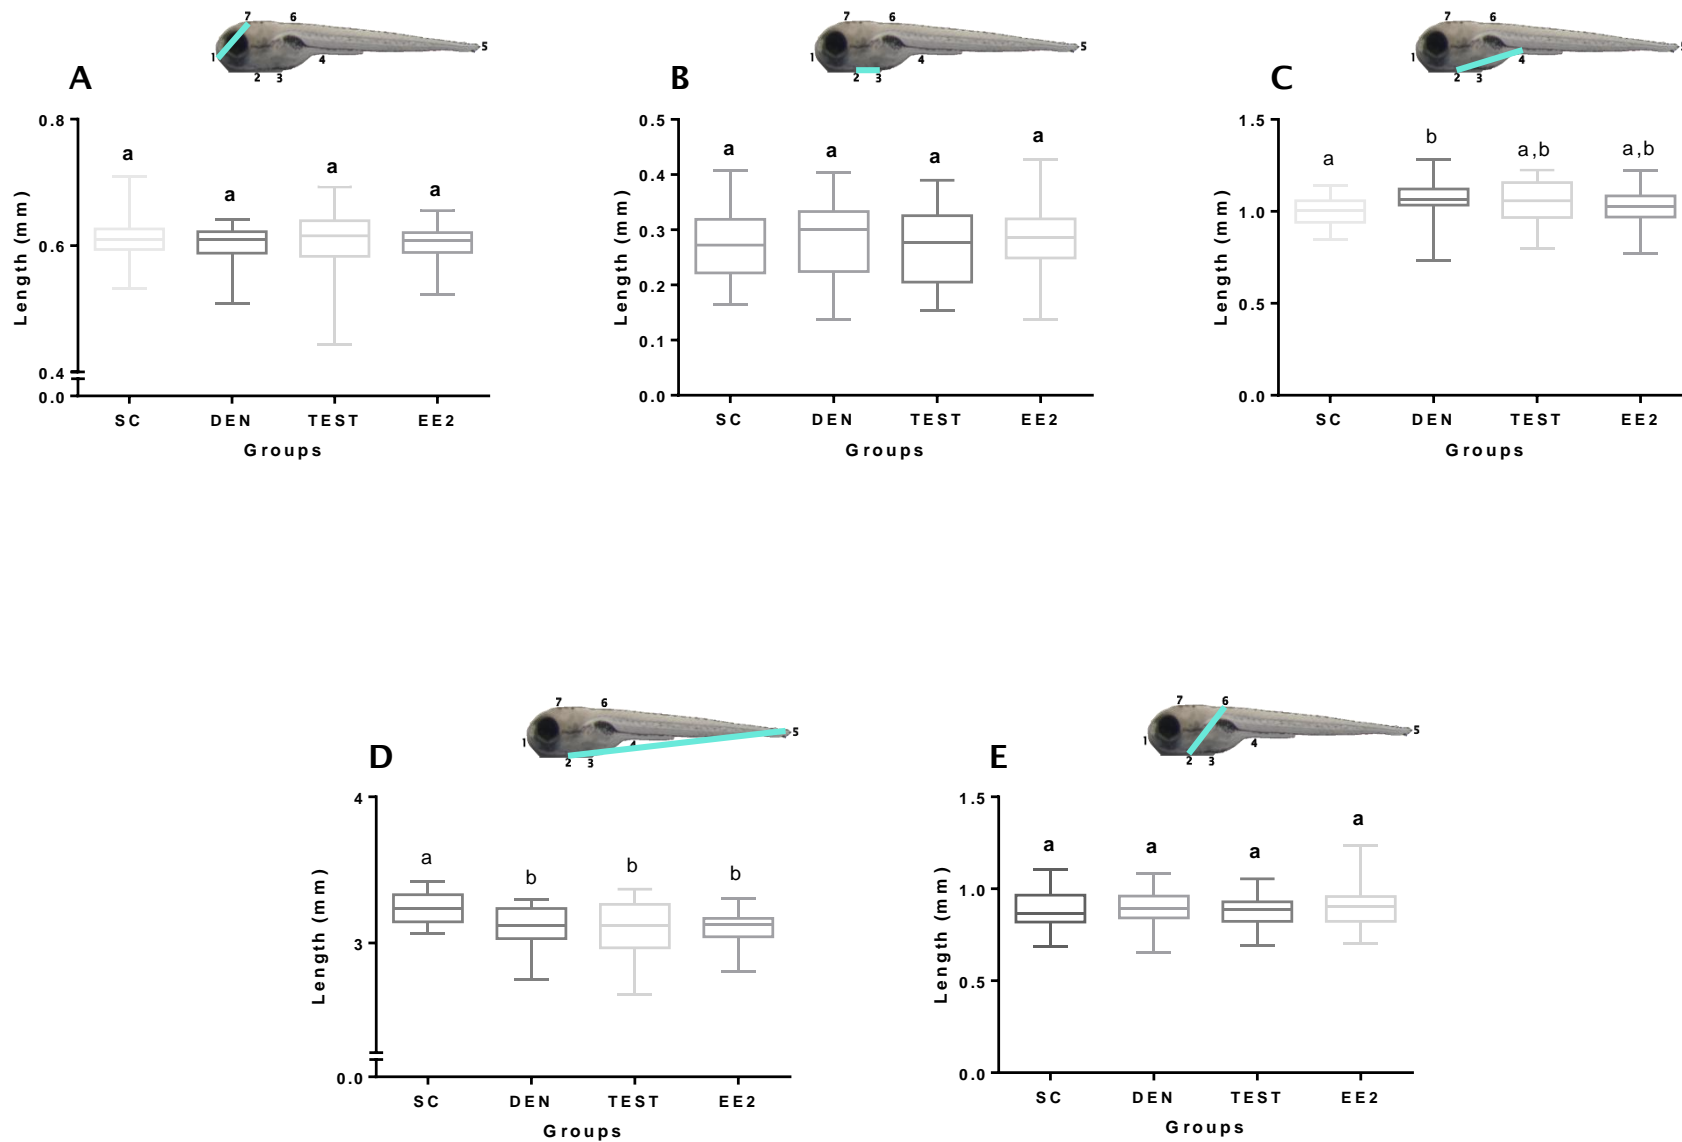 7 6
1 5
2 3 4
A
0.8
0.6
0.4
0.0
Length (mm)
a a a a
SC DEN TEST EE2
Groups
7 6
1 5
2 3 4
B
0.5
0.4
0.3
0.2
0.1
0.0
Length (mm)
a a a a
SC DEN TEST EE2
Groups
7 6
1 5
2 3 4
C
1.5
1.0
0.5
0.0
Length (mm)
a b a,b a,b
SC DEN TEST EE2
Groups
7 6
1 5
2 3 4
D
4
3
0.0
Length (mm)
a b b b
SC DEN TEST EE2
Groups
7 6
1 5
2 3 4
E
1.5
1.0
0.5
0.0
Length (mm)
a a a a
SC DEN TEST EE2
Groups